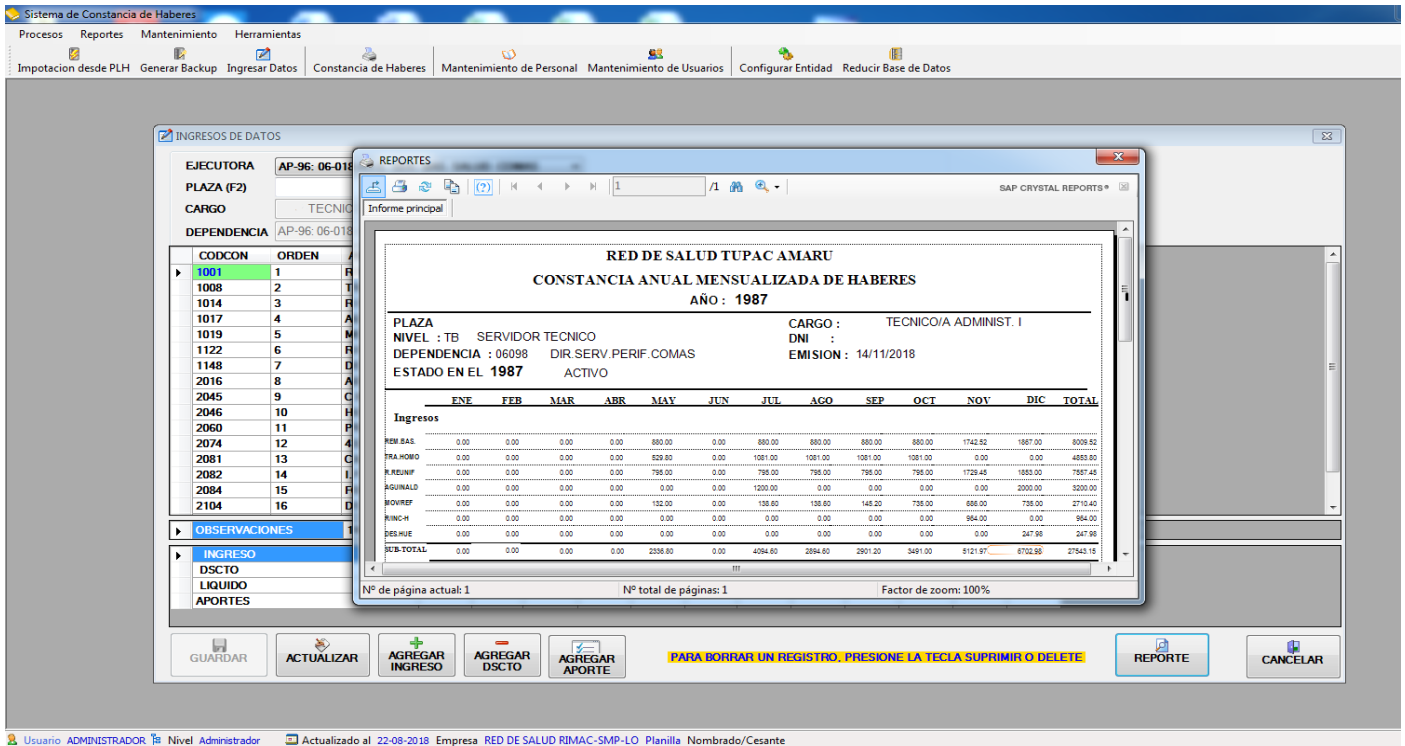 Sistema de Constancia de Haberes
Procesos Reportes Mantenimiento Herramientas
Impotacion desde PLH Generar Backup Ingresar Datos Constancia de Haberes Mantenimiento de Personal Mantenimiento de Usuarios Configurar Entidad Reducir Base de Datos
INGRESOS DE DATOS
EJECUTORA AP-96: 06-018
PLAZA (F2)
CARGO TECNIC
DEPENDENCIA AP-96: 06-018
CODCON ORDEN
1001 1
1008 2
1014 3
1017 4
1019 5
1122 6
1148 7
2016 8
2045 9
2046 10
2060 11
2074 12
2081 13
2082 14
2084 15
2104 16
OBSERVACIONES
INGRESO
DSCTO
LIQUIDO
APORTES
REPORTES
1 /1 SAP CRYSTAL REPORTS®
Informe principal
RED DE SALUD TUPAC AMARU
CONSTANCIA ANUAL MENSUALIZADA DE HABERES
AÑO : 1987
PLAZA CARGO : TECNICO/A ADMINIST. I
NIVEL : TB SERVIDOR TECNICO DNI :
DEPENDENCIA : 06098 DIR.SERV.PERIF.COMAS EMISION : 14/11/2018
ESTADO EN EL 1987 ACTIVO
ENE FEB MAR ABR MAY JUN JUL AGO SEP OCT NOV DIC TOTAL
Ingresos
REM.BAS. 0.00 0.00 0.00 0.00 880.00 0.00 880.00 880.00 880.00 880.00 1742.52 1867.00 8009.52
TRA.HOMO 0.00 0.00 0.00 0.00 529.80 0.00 1081.00 1081.00 1081.00 1081.00 0.00 0.00 4853.80
R.REUNIF 0.00 0.00 0.00 0.00 795.00 0.00 795.00 795.00 795.00 795.00 1729.45 1853.00 7557.45
AGUINALD 0.00 0.00 0.00 0.00 0.00 0.00 1200.00 0.00 0.00 0.00 0.00 2000.00 3200.00
MOV/REF 0.00 0.00 0.00 0.00 132.00 0.00 138.60 138.60 145.20 735.00 686.00 735.00 2710.40
R/INC-H 0.00 0.00 0.00 0.00 0.00 0.00 0.00 0.00 0.00 0.00 964.00 0.00 964.00
DES.HUE 0.00 0.00 0.00 0.00 0.00 0.00 0.00 0.00 0.00 0.00 0.00 247.98 247.98
SUB-TOTAL 0.00 0.00 0.00 0.00 2336.80 0.00 4094.60 2894.60 2901.20 3491.00 5121.97 6702.98 27543.15
Nº de página actual: 1 Nº total de páginas: 1 Factor de zoom: 100%
GUARDAR ACTUALIZAR AGREGAR INGRESO AGREGAR DSCTO AGREGAR APORTE PARA BORRAR UN REGISTRO, PRESIONE LA TECLA SUPRIMIR O DELETE REPORTE CANCELAR
Usuario ADMINISTRADOR Nivel Administrador Actualizado al 22-08-2018 Empresa RED DE SALUD RIMAC-SMP-LO Planilla Nombrado/Cesante